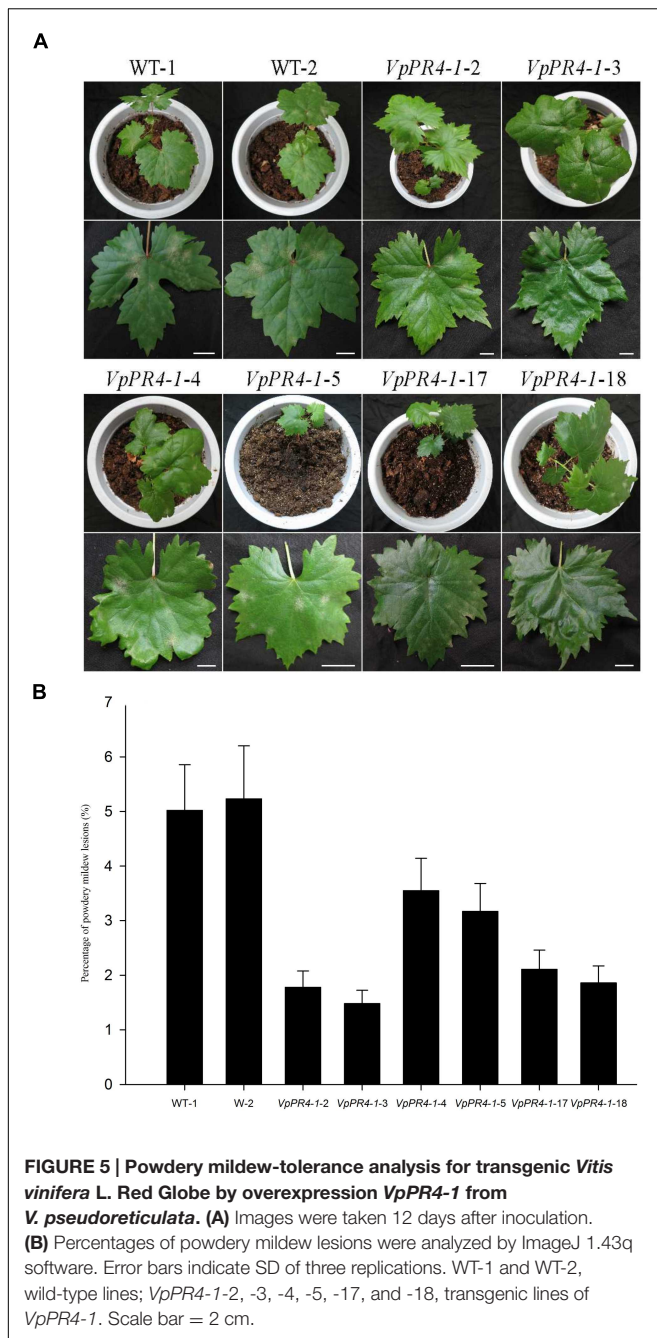 A
WT-1 WT-2 VpPR4-1-2 VpPR4-1-3
VpPR4-1-4 VpPR4-1-5 VpPR4-1-17 VpPR4-1-18
B
Percentage of powdery mildew lesions (%)
7
6
5
4
3
2
1
0
WT-1 W-2 VpPR4-1-2 VpPR4-1-3 VpPR4-1-4 VpPR4-1-5 VpPR4-1-17 VpPR4-1-18
FIGURE 5 | Powdery mildew-tolerance analysis for transgenic Vitis
vinifera L. Red Globe by overexpression VpPR4-1 from
V. pseudoreticulata. (A) Images were taken 12 days after inoculation.
(B) Percentages of powdery mildew lesions were analyzed by ImageJ 1.43q
software. Error bars indicate SD of three replications. WT-1 and WT-2,
wild-type lines; VpPR4-1-2, -3, -4, -5, -17, and -18, transgenic lines of
VpPR4-1. Scale bar = 2 cm.